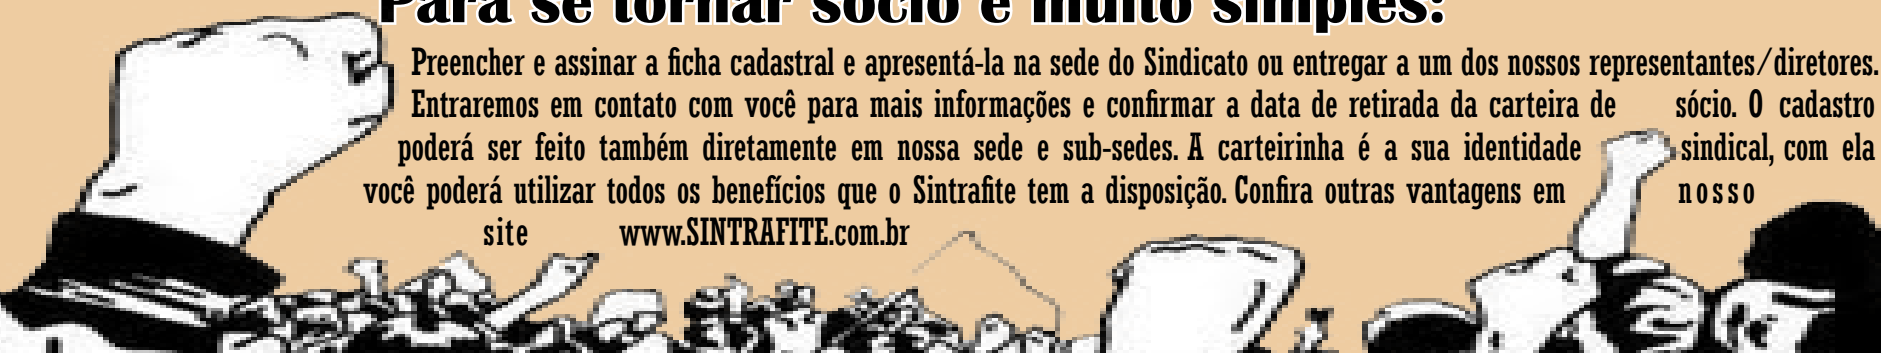 Para se tornar sócio é muito simples:
Preencher e assinar a ficha cadastral e apresentá-la na sede do Sindicato ou entregar a um dos nossos representantes/diretores.
Entraremos em contato com você para mais informações e confirmar a data de retirada da carteira de sócio. O cadastro
poderá ser feito também diretamente em nossa sede e sub-sedes. A carteirinha é a sua identidade sindical, com ela
você poderá utilizar todos os benefícios que o Sintrafite tem a disposição. Confira outras vantagens em nosso
site www.SINTRAFITE.com.br